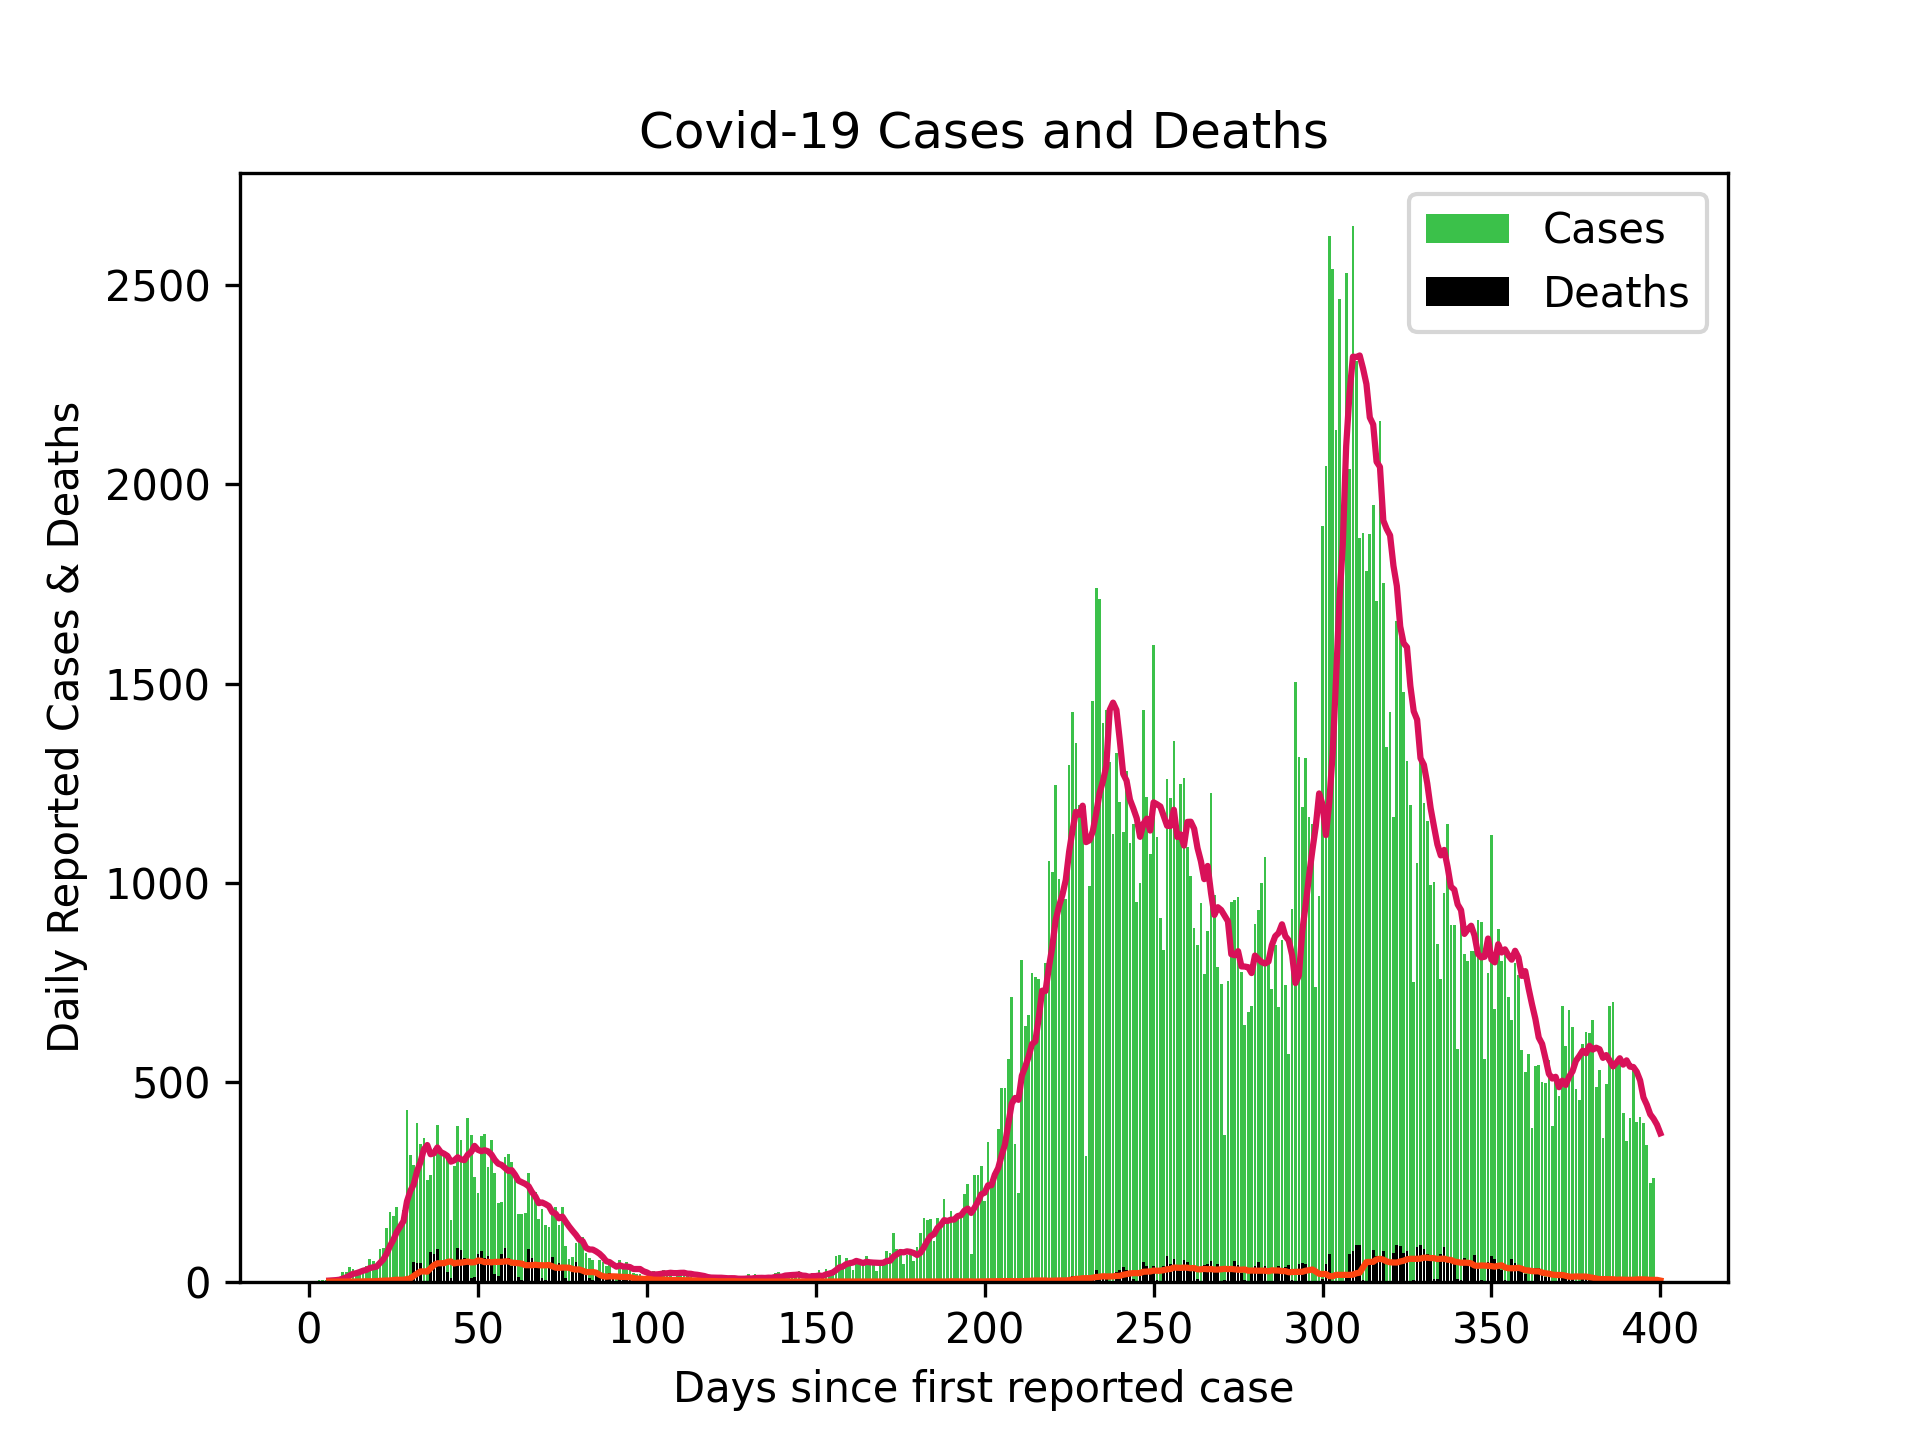 Covid-19 Cases and Deaths
Cases
Deaths
Daily Reported Cases & Deaths
2500
2000
1500
1000
500
0
0 50 100 150 200 250 300 350 400
Days since first reported case